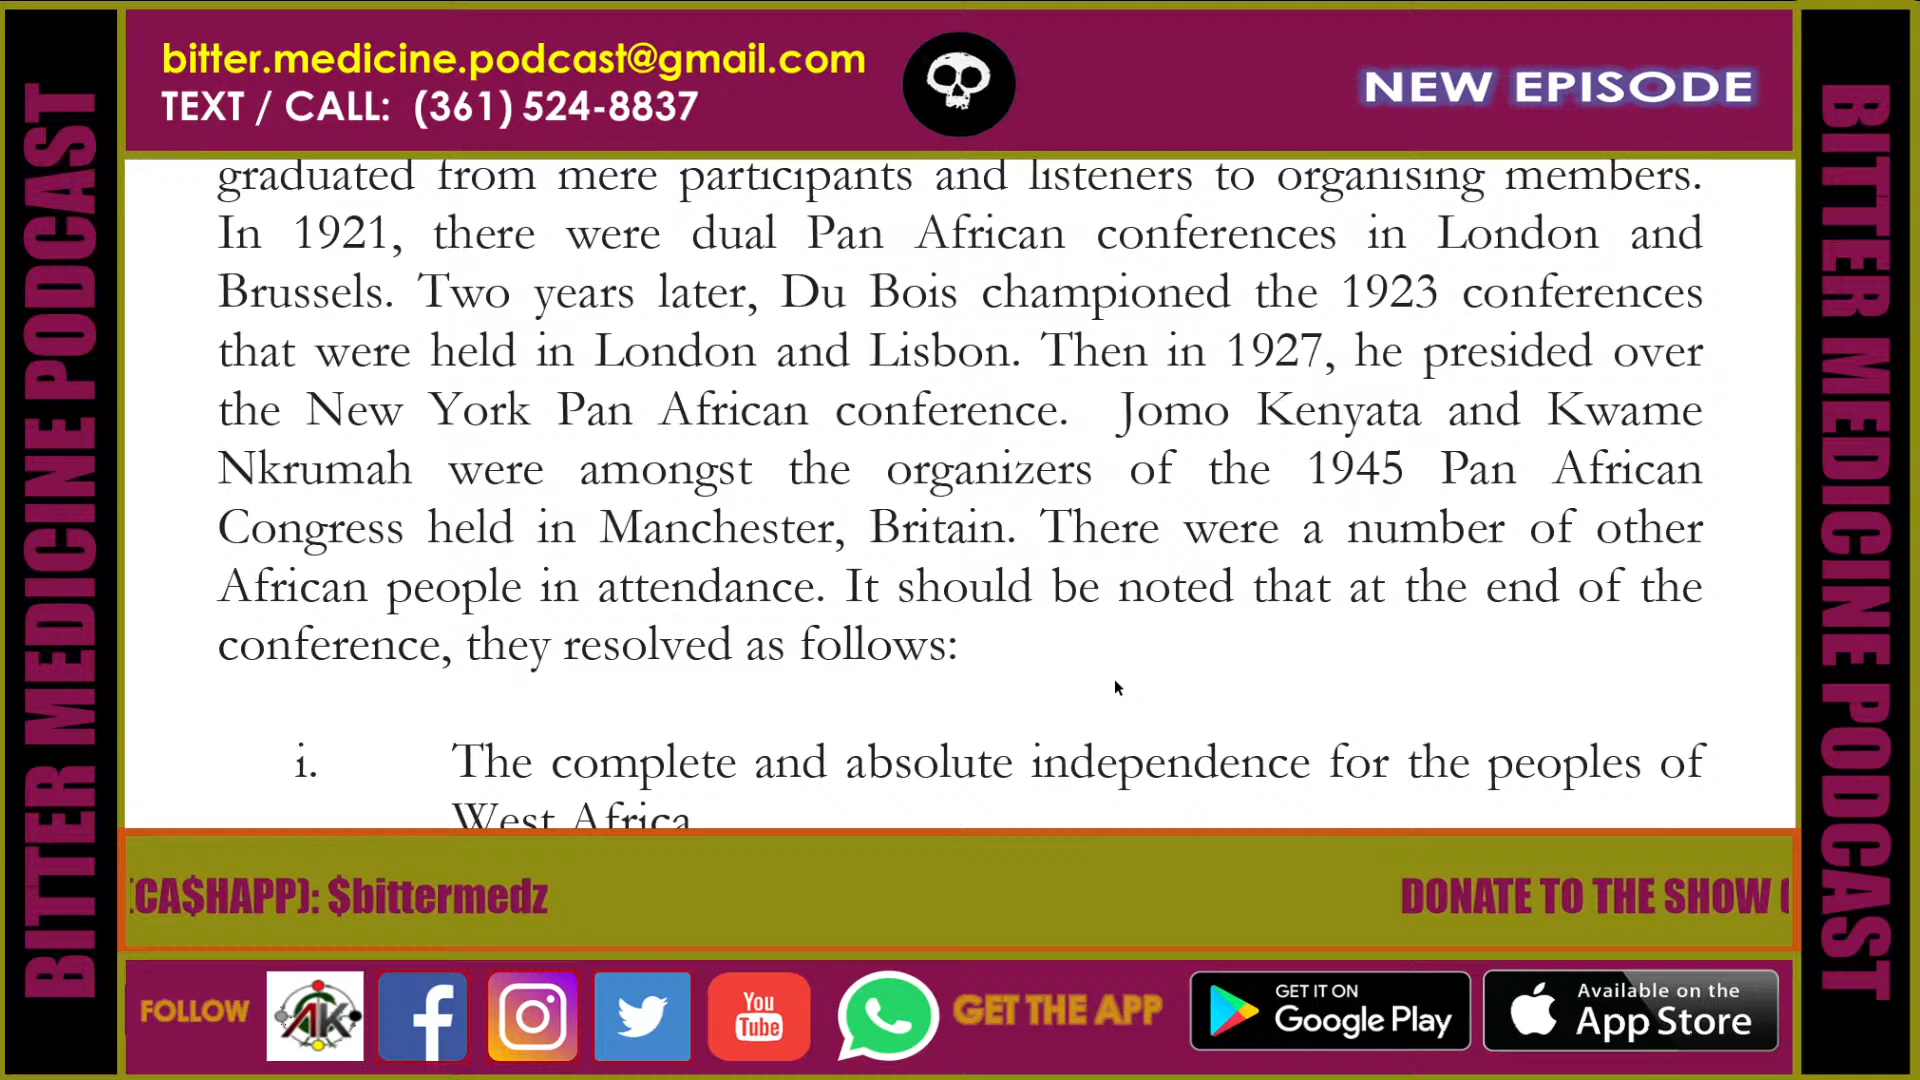 BITTER MEDICINE PODCAST
bitter.medicine.podcast@gmail.com
TEXT / CALL: (361) 524-8837
NEW EPISODE
graduated from mere participants and listeners to organising members.
In 1921, there were dual Pan African conferences in London and
Brussels. Two years later, Du Bois championed the 1923 conferences
that were held in London and Lisbon. Then in 1927, he presided over
the New York Pan African conference. Jomo Kenyata and Kwame
Nkrumah were amongst the organizers of the 1945 Pan African
Congress held in Manchester, Britain. There were a number of other
African people in attendance. It should be noted that at the end of the
conference, they resolved as follows:
i. The complete and absolute independence for the peoples of
West Africa
(CA$HAPP): $bittermedz
DONATE TO THE SHOW (
FOLLOW
AK
You
Tube
GET THE APP
GET IT ON
Google Play
Available on the
App Store
BITTER MEDICINE PODCAST